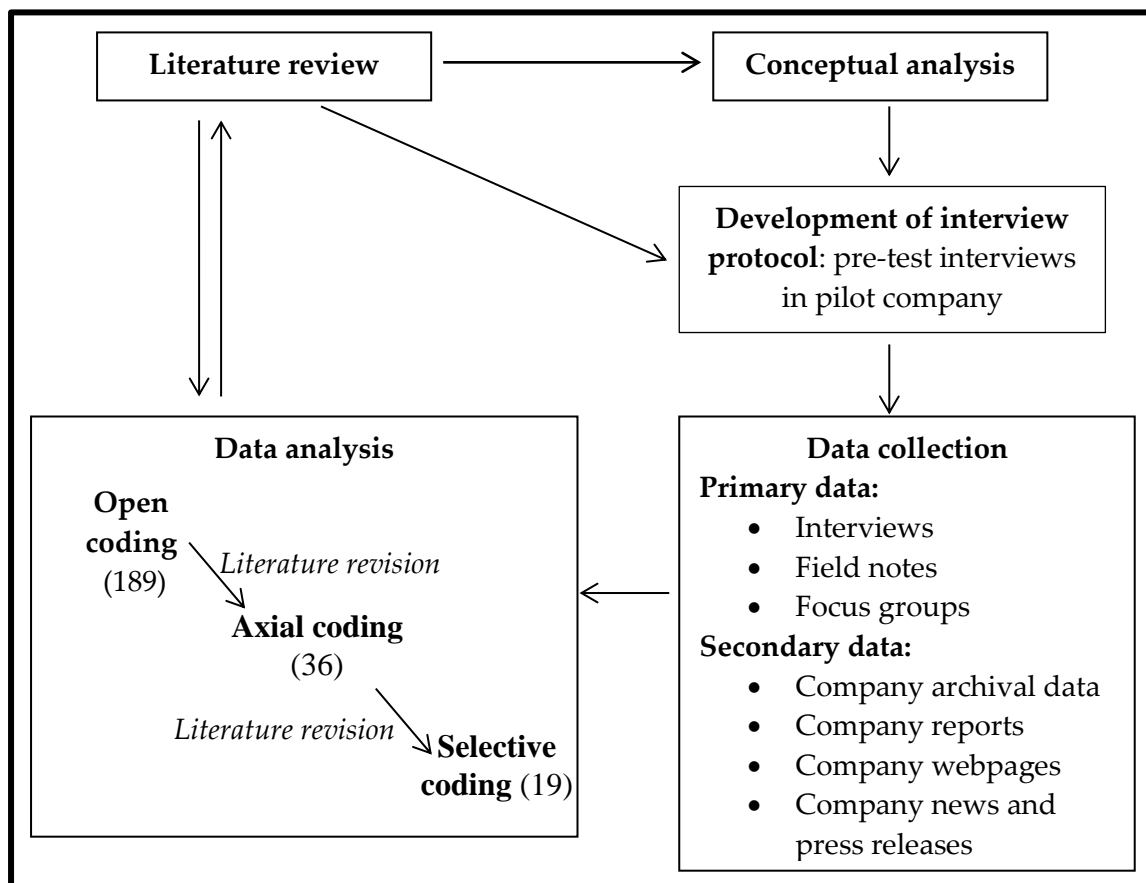 Literature review
Conceptual analysis
Development of interview
protocol: pre-test interviews
in pilot company
Data analysis
Open
coding
(189)
Literature revision
Axial coding
(36)
Literature revision
Selective
coding (19)
Data collection
Primary data:
• Interviews
• Field notes
• Focus groups
Secondary data:
• Company archival data
• Company reports
• Company webpages
• Company news and
press releases